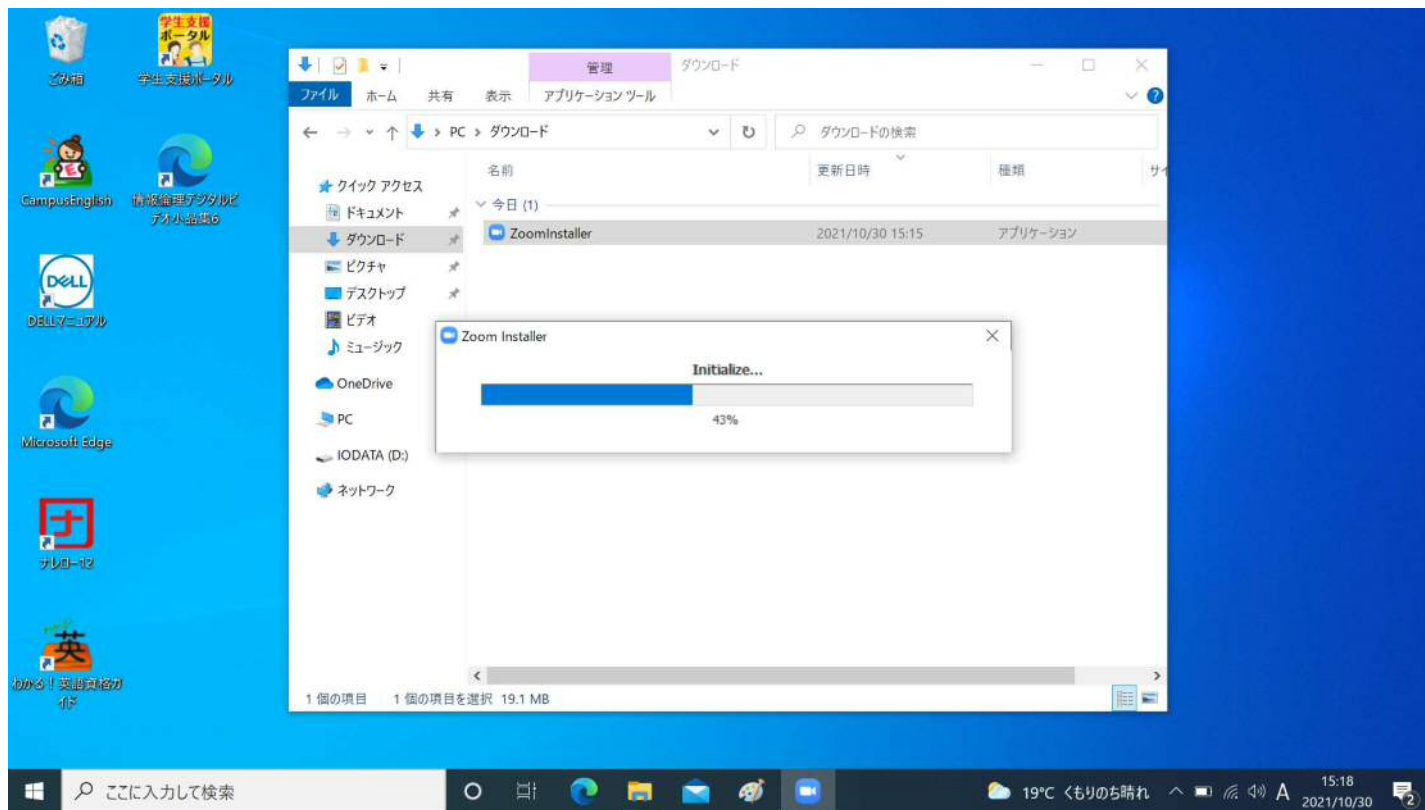 学生支援
ポータル
ごみ箱
学生支援ポータル
CampusEnglish
情報倫理デジタルビ
デオ小品集6
DELL
DELLマニュアル
Microsoft Edge
ナレロー12
英
わかる！英語資格ガ
イド
管理
ダウンロード
ファイル
ホーム
共有
表示
アプリケーション ツール
PC
ダウンロード
ダウンロードの検索
名前
更新日時
種類
サイ
今日 (1)
ZoomInstaller
2021/10/30 15:15
アプリケーション
クイック アクセス
ドキュメント
ダウンロード
ピクチャ
デスクトップ
ビデオ
ミュージック
OneDrive
PC
IODATA (D:)
ネットワーク
Zoom Installer
Initialize...
43%
1 個の項目
1 個の項目を選択 19.1 MB
ここに入力して検索
19°C くもりのち晴れ
A
15:18
2021/10/30
2